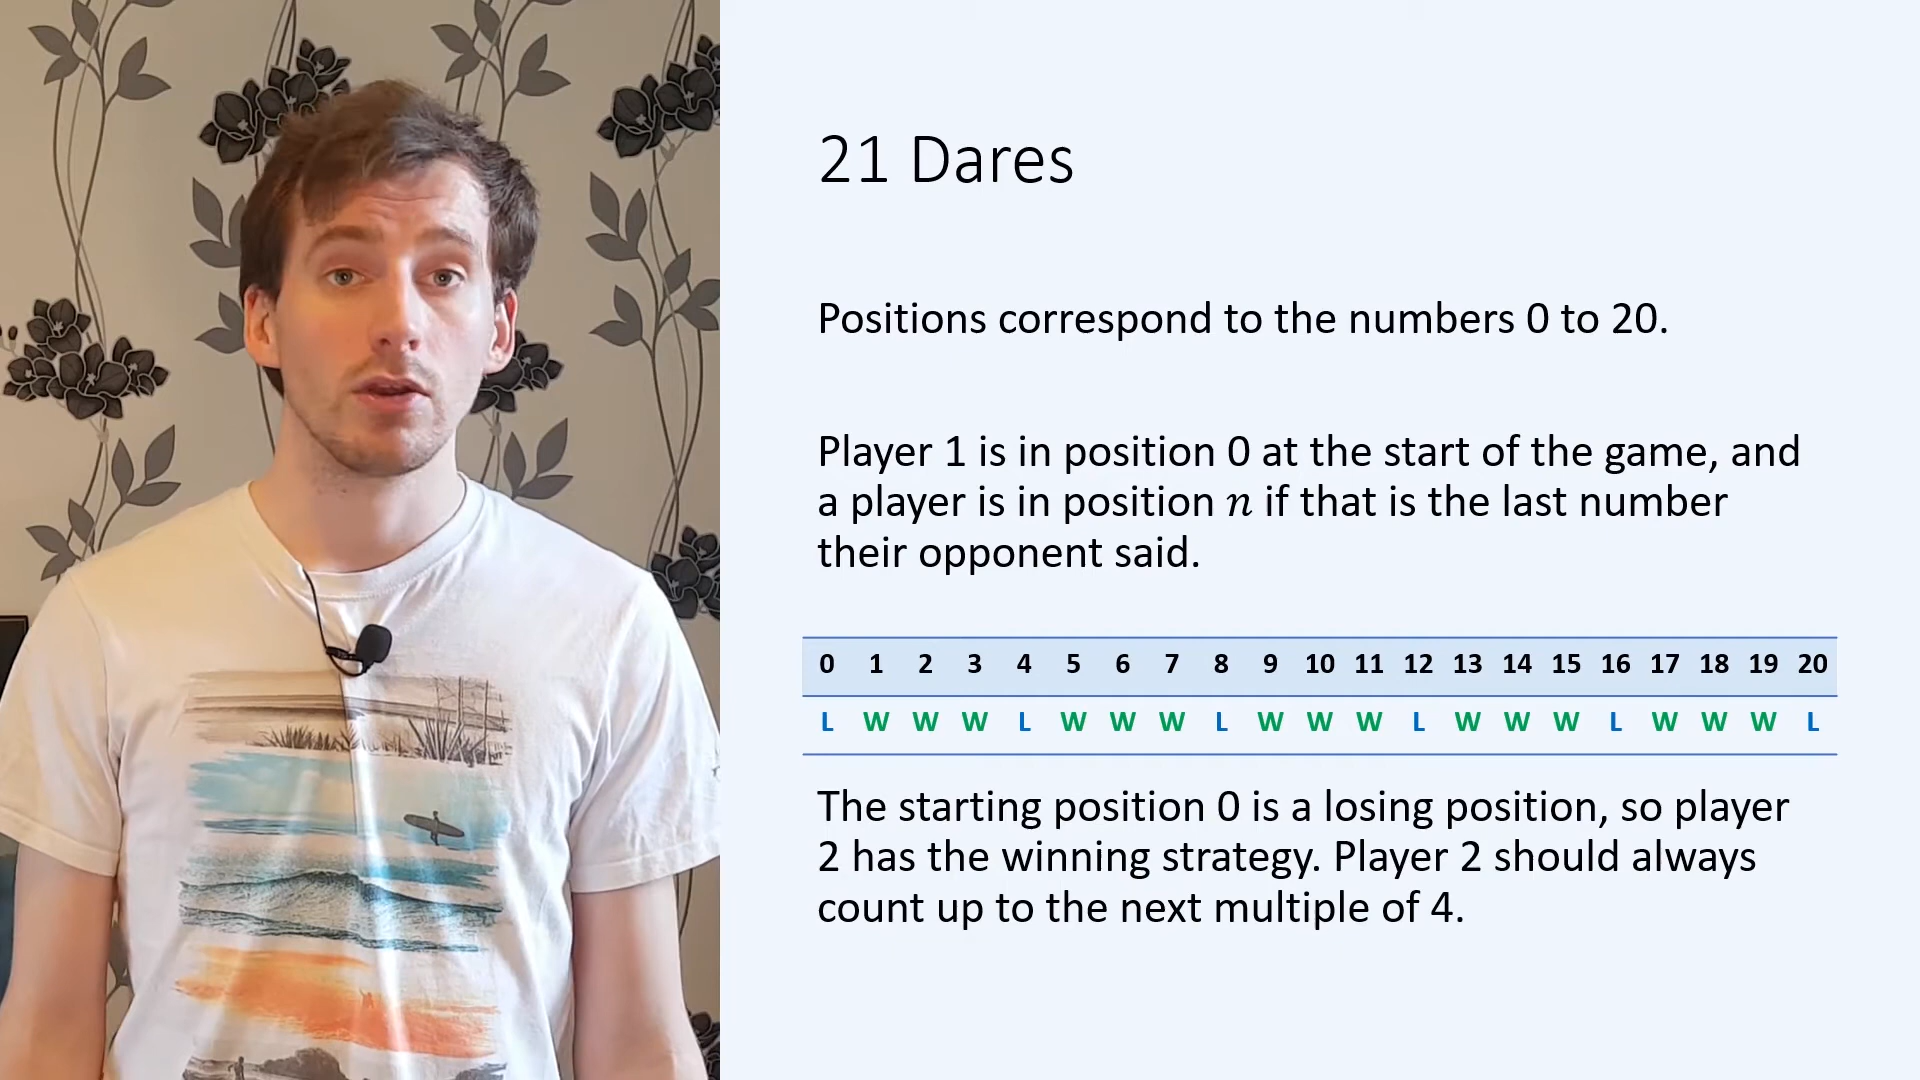 21 Dares
Positions correspond to the numbers 0 to 20.
Player 1 is in position 0 at the start of the game, and
a player is in position n if that is the last number
their opponent said.
0 1 2 3 4 5 6 7 8 9 10 11 12 13 14 15 16 17 18 19 20
L W W W L W W W L W W W L W W W L W W W L
The starting position 0 is a losing position, so player
2 has the winning strategy. Player 2 should always
count up to the next multiple of 4.